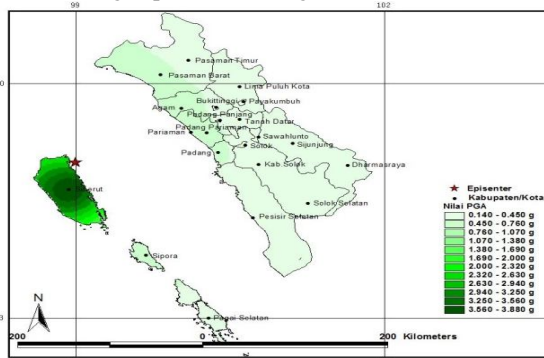 99
102
Pasaman Timur
Pasaman Barat
0
Lima Puluh Kota
Bukittinggi
Payakumbuh
Agam
Padang Panjang
Tanah Datar
Pariaman
Padang Pariaman
Sawahlunto
Solok
Sijunjung
Padang
Kab Solok
Dharmasraya
Solok Selatan
Pesisir Selatan
Sipora
Pagai Selatan
Episenter
Kabupaten/Kota
Nilai PGA
0.140 - 0.450 g
0.450 - 0.760 g
0.760 - 1.070 g
1.070 - 1.380 g
1.380 - 1.690 g
1.690 - 2.000 g
2.000 - 2.320 g
2.320 - 2.630 g
2.630 - 2.940 g
2.940 - 3.250 g
3.250 - 3.560 g
3.560 - 3.880 g
N
3
3
200
0
200 Kilometers